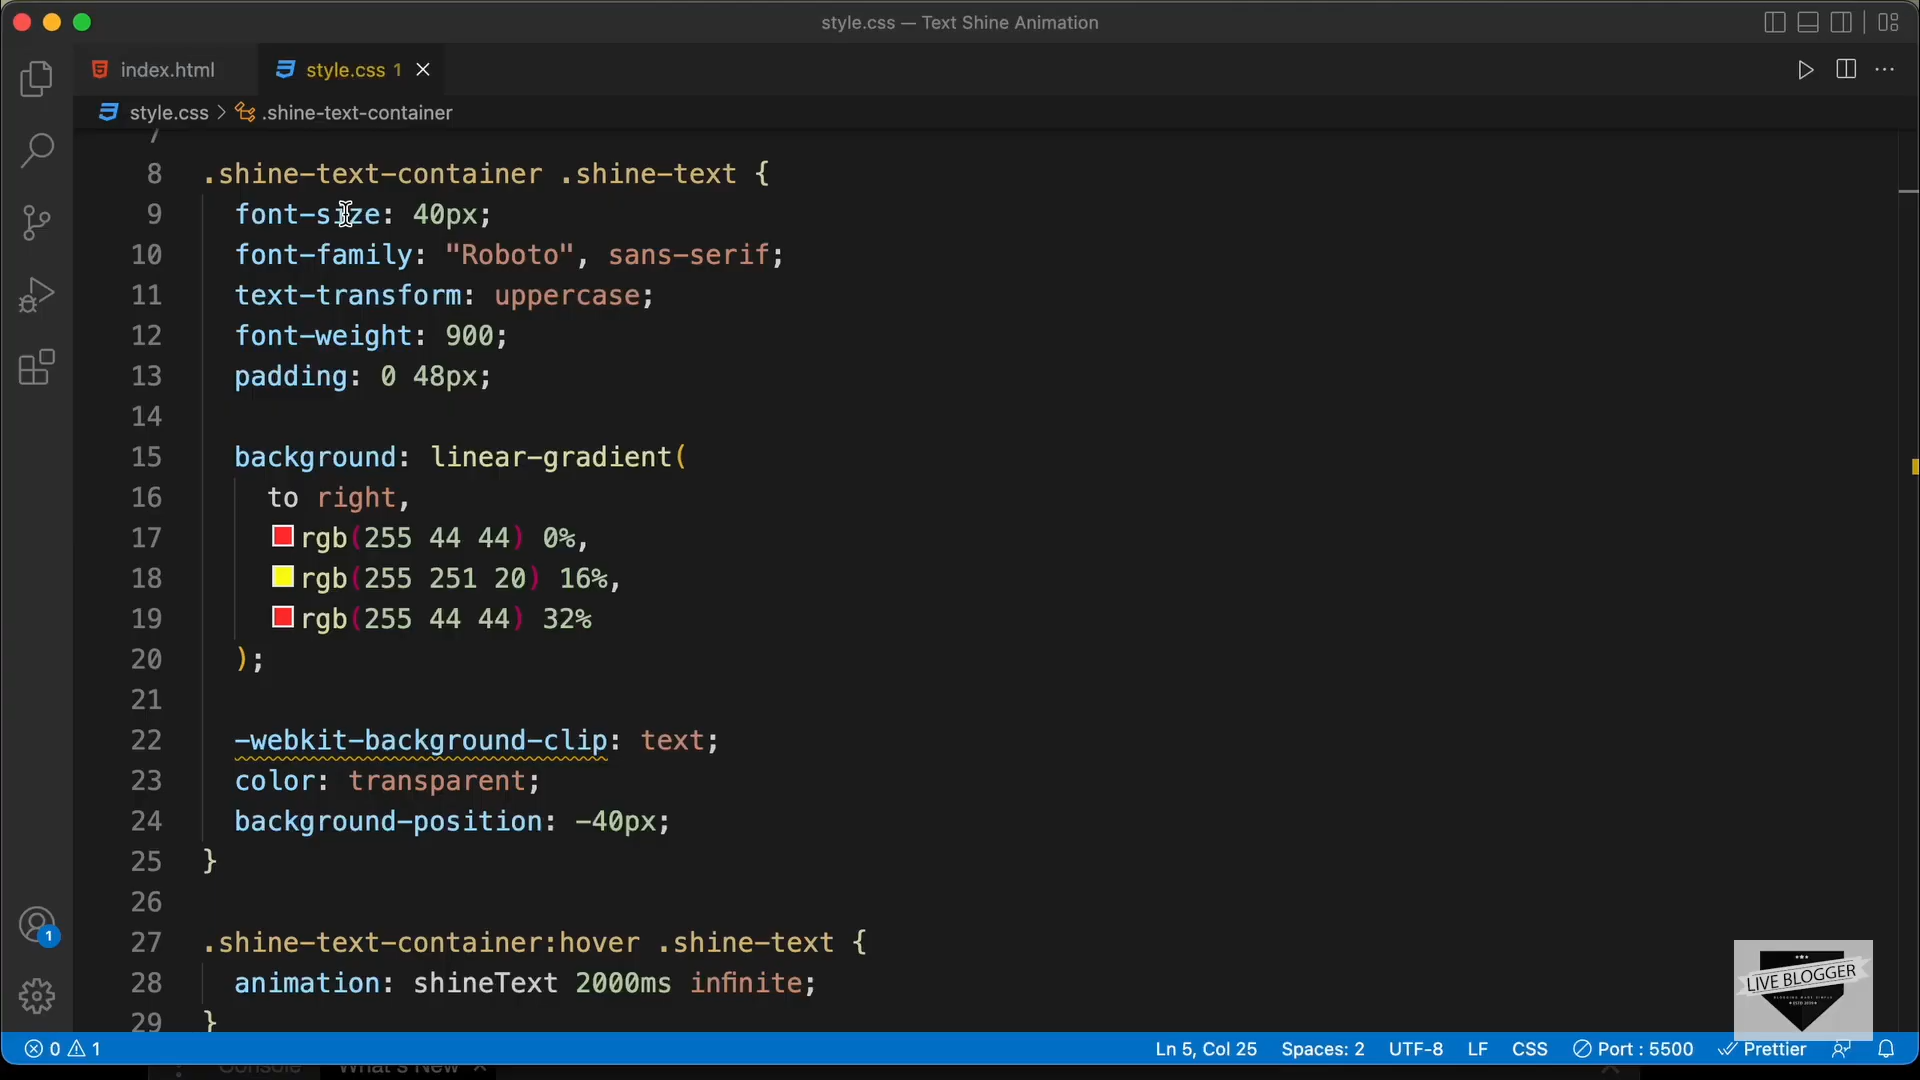 style.css — Text Shine Animation
index.html
style.css 1
style.css > .shine-text-container
7
8 .shine-text-container .shine-text {
9 font-size: 40px;
10 font-family: "Roboto", sans-serif;
11 text-transform: uppercase;
12 font-weight: 900;
13 padding: 0 48px;
14
15 background: linear-gradient(
16 to right,
17 rgb(255 44 44) 0%,
18 rgb(255 251 20) 16%,
19 rgb(255 44 44) 32%
20 );
21
22 -webkit-background-clip: text;
23 color: transparent;
24 background-position: -40px;
25 }
26
27 .shine-text-container:hover .shine-text {
28 animation: shineText 2000ms infinite;
29 }
1
LIVE BLOGGER
0 1
Ln 5, Col 25 Spaces: 2 UTF-8 LF CSS Port : 5500 Prettier
Console What's New